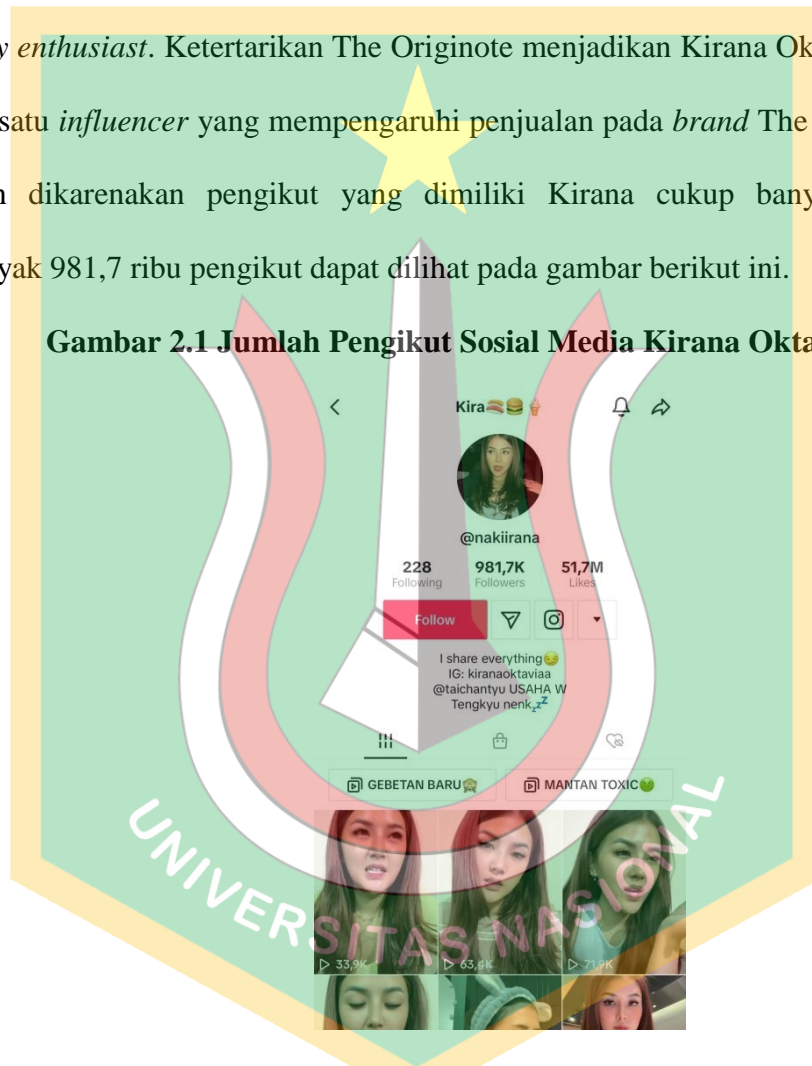 y enthusiast. Ketertarikan The Originote menjadikan Kirana Ok
satu influencer yang mempengaruhi penjualan pada brand The
n dikarenakan pengikut yang dimiliki Kirana cukup bany
yak 981,7 ribu pengikut dapat dilihat pada gambar berikut ini.
Gambar 2.1 Jumlah Pengikut Sosial Media Kirana Okta
Kira🌭🍔🍦
@nakiirana
228 981,7K 51,7M
Following Followers Likes
Follow
I share everything😏
IG: kiranaoktaviaa
@taichantyu USAHA W
Tengkyu nenk💤
GEBETAN BARU🙈 MANTAN TOXIC🤢
33,9K 63,4K 71,9K
UNIVERSITAS NASIONAL